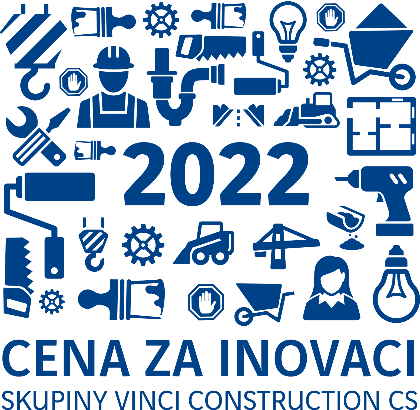 2022
CENA ZA INOVACI
SKUPINY VINCI CONSTRUCTION CS